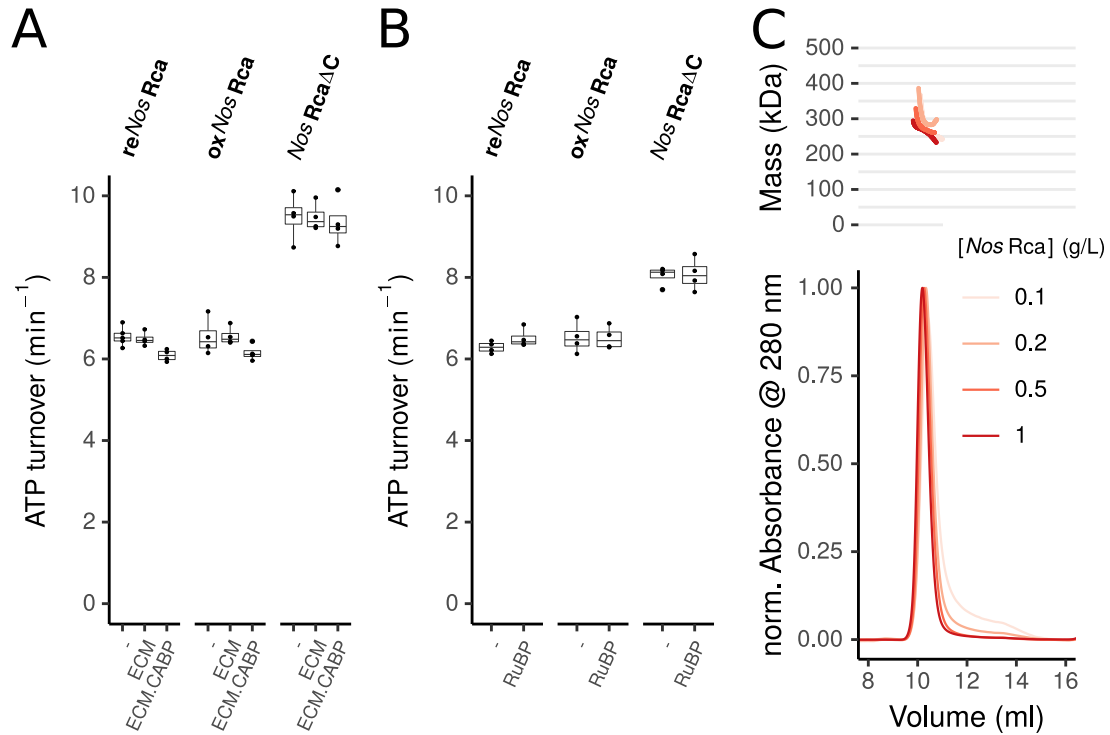 A
reNos Rca
oxNos Rca
Nos RcaΔC
ATP turnover (min⁻¹)
10
8
6
4
2
0
-
ECM
ECM.CABP
-
ECM
ECM.CABP
-
ECM
ECM.CABP
B
reNos Rca
oxNos Rca
Nos RcaΔC
ATP turnover (min⁻¹)
10
8
6
4
2
0
-
RuBP
-
RuBP
-
RuBP
C
Mass (kDa)
500
400
300
200
100
0
[Nos Rca] (g/L)
0.1
0.2
0.5
1
norm. Absorbance @ 280 nm
1.00
0.75
0.50
0.25
0.00
8 10 12 14 16
Volume (ml)